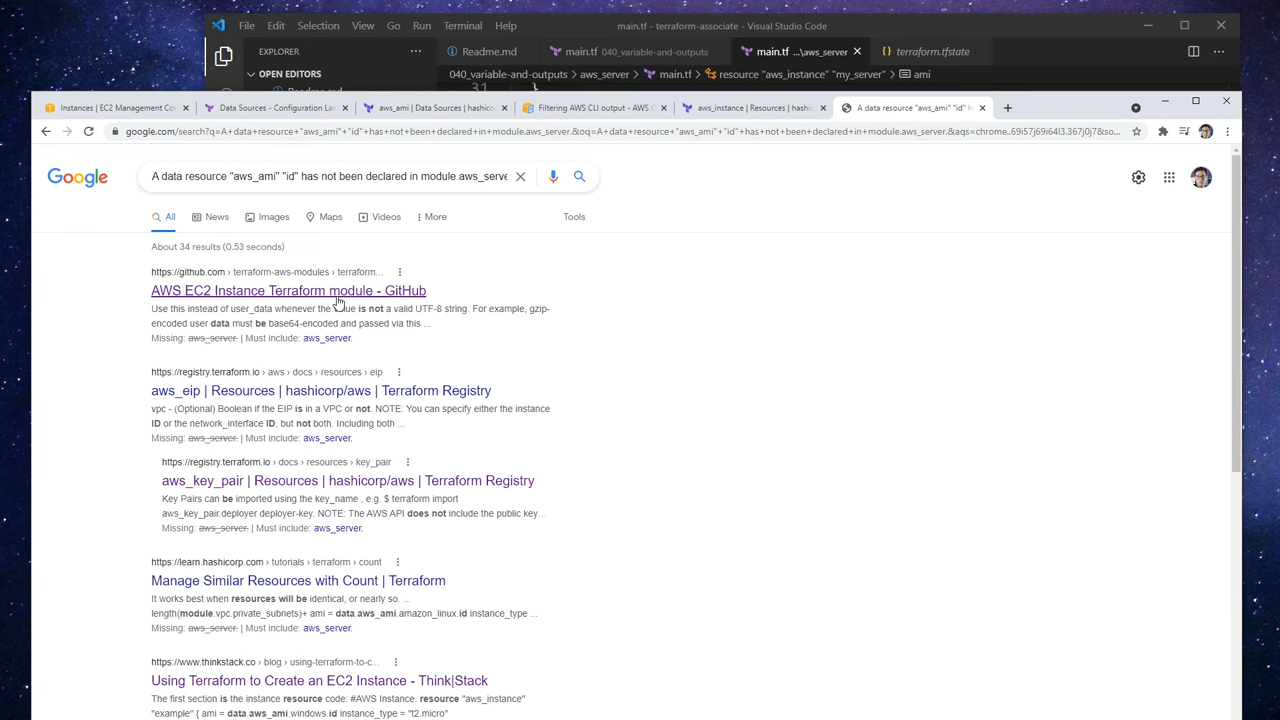 File Edit Selection View Go Run Terminal Help main.tf - terraform-associate - Visual Studio Code
EXPLORER ··· Readme.md main.tf 040_variable-and-outputs main.tf ...\aws_server terraform.tfstate ···
OPEN EDITORS 040_variable-and-outputs > aws_server > main.tf > resource "aws_instance" "my_server" > ami
31 }
Instances | EC2 Management Co Data Sources - Configuration La aws_ami | Data Sources | hashico Filtering AWS CLI output - AWS C aws_instance | Resources | hashic A data resource "aws_ami" "id" h
google.com/search?q=A+data+resource+"aws_ami"+"id"+has+not+been+declared+in+module.aws_server.&oq=A+data+resource+"aws_ami"+"id"+has+not+been+declared+in+module.aws_server.&aqs=chrome..69i57j69i64l3.367j0j7&so...
Google A data resource "aws_ami" "id" has not been declared in module.aws_serve
All News Images Maps Videos More Tools
About 34 results (0.53 seconds)
https://github.com › terraform-aws-modules › terraform...
AWS EC2 Instance Terraform module - GitHub
Use this instead of user_data whenever the value is not a valid UTF-8 string. For example, gzip-
encoded user data must be base64-encoded and passed via this ...
Missing: aws_server. | Must include: aws_server.
https://registry.terraform.io › aws › docs › resources › eip
aws_eip | Resources | hashicorp/aws | Terraform Registry
vpc - (Optional) Boolean if the EIP is in a VPC or not. NOTE: You can specify either the instance
ID or the network_interface ID, but not both. Including both ...
Missing: aws_server. | Must include: aws_server.
https://registry.terraform.io › docs › resources › key_pair
aws_key_pair | Resources | hashicorp/aws | Terraform Registry
Key Pairs can be imported using the key_name , e.g. $ terraform import
aws_key_pair.deployer deployer-key. NOTE: The AWS API does not include the public key...
Missing: aws_server. | Must include: aws_server.
https://learn.hashicorp.com › tutorials › terraform › count
Manage Similar Resources with Count | Terraform
It works best when resources will be identical, or nearly so. ...
length(module.vpc.private_subnets)+ ami = data.aws_ami.amazon_linux.id instance_type ...
Missing: aws_server. | Must include: aws_server.
https://www.thinkstack.co › blog › using-terraform-to-c...
Using Terraform to Create an EC2 Instance - Think|Stack
The first section is the instance resource code: #AWS Instance. resource "aws_instance"
"example" { ami = data.aws_ami.windows.id instance_type = "t2.micro"